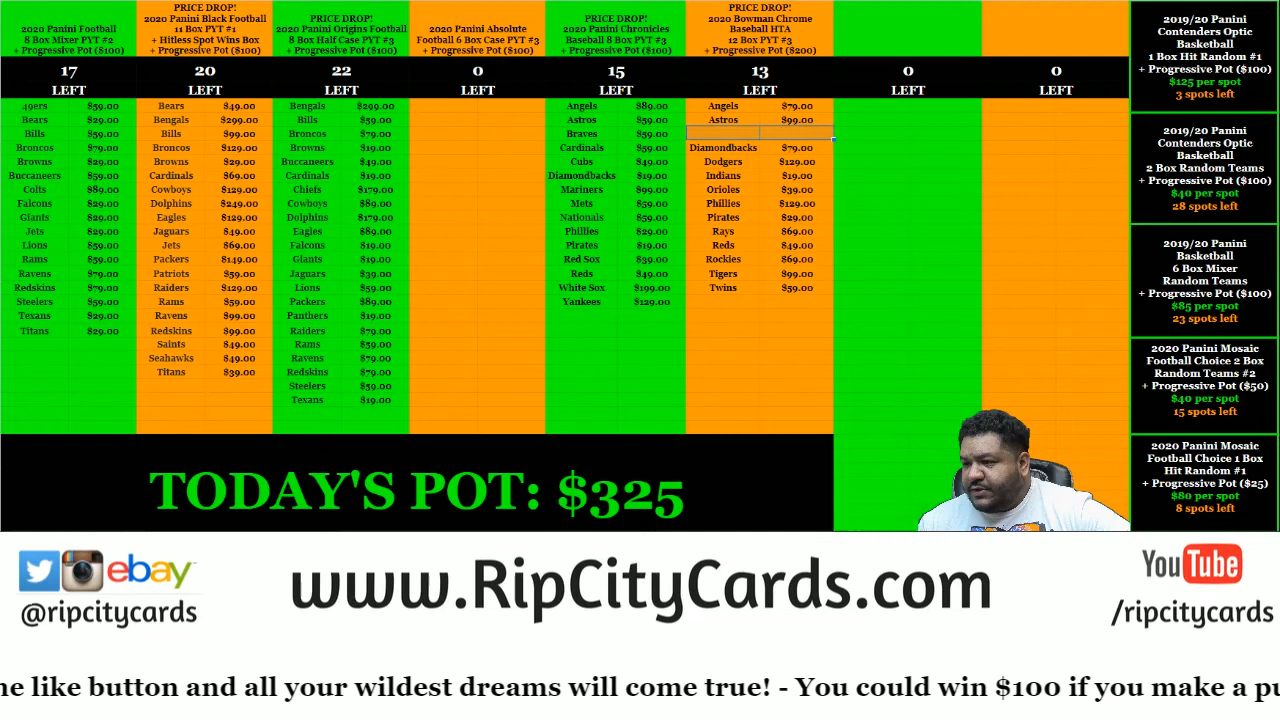 2020 Panini Football
8 Box Mixer PYT #2
+ Progressive Pot ($100)
17
LEFT
49ers $59.00
Bears $29.00
Bills $59.00
Broncos $79.00
Browns $29.00
Buccaneers $59.00
Colts $89.00
Falcons $29.00
Giants $29.00
Jets $29.00
Lions $59.00
Rams $59.00
Ravens $79.00
Redskins $79.00
Steelers $59.00
Texans $29.00
Titans $29.00
PRICE DROP!
2020 Panini Black Football
11 Box PYT #1
+ Hitless Spot Wins Box
+ Progressive Pot ($100)
20
LEFT
Bears $49.00
Bengals $299.00
Bills $99.00
Broncos $129.00
Browns $29.00
Cardinals $69.00
Cowboys $129.00
Dolphins $249.00
Eagles $129.00
Jaguars $49.00
Jets $69.00
Packers $149.00
Patriots $59.00
Raiders $129.00
Rams $59.00
Ravens $99.00
Redskins $99.00
Saints $49.00
Seahawks $49.00
Titans $39.00
PRICE DROP!
2020 Panini Origins Football
8 Box Half Case PYT #3
+ Progressive Pot ($100)
22
LEFT
Bengals $299.00
Bills $59.00
Broncos $79.00
Browns $19.00
Buccaneers $49.00
Cardinals $19.00
Chiefs $179.00
Cowboys $89.00
Dolphins $179.00
Eagles $89.00
Falcons $19.00
Giants $19.00
Jaguars $39.00
Lions $59.00
Packers $89.00
Panthers $19.00
Raiders $79.00
Rams $59.00
Ravens $79.00
Redskins $79.00
Steelers $59.00
Texans $19.00
2020 Panini Absolute
Football 6 Box Case PYT #3
+ Progressive Pot ($100)
0
LEFT
PRICE DROP!
2020 Panini Chronicles
Baseball 8 Box PYT #3
+ Progressive Pot ($100)
15
LEFT
Angels $89.00
Astros $59.00
Braves $59.00
Cardinals $59.00
Cubs $49.00
Diamondbacks $19.00
Mariners $99.00
Mets $59.00
Nationals $59.00
Phillies $29.00
Pirates $19.00
Red Sox $39.00
Reds $49.00
White Sox $199.00
Yankees $129.00
PRICE DROP!
2020 Bowman Chrome
Baseball HTA
12 Box PYT #3
+ Progressive Pot ($200)
13
LEFT
Angels $79.00
Astros $99.00
Diamondbacks $79.00
Dodgers $129.00
Indians $19.00
Orioles $39.00
Phillies $129.00
Pirates $29.00
Rays $69.00
Reds $49.00
Rockies $69.00
Tigers $99.00
Twins $59.00
0
LEFT
0
LEFT
2019/20 Panini
Contenders Optic
Basketball
1 Box Hit Random #1
+ Progressive Pot ($100)
$125 per spot
3 spots left
2019/20 Panini
Contenders Optic
Basketball
2 Box Random Teams
+ Progressive Pot ($100)
$40 per spot
28 spots left
2019/20 Panini
Basketball
6 Box Mixer
Random Teams
+ Progressive Pot ($100)
$85 per spot
23 spots left
2020 Panini Mosaic
Football Choice 2 Box
Random Teams #2
+ Progressive Pot ($50)
$40 per spot
15 spots left
2020 Panini Mosaic
Football Choice 1 Box
Hit Random #1
+ Progressive Pot ($25)
$80 per spot
8 spots left
TODAY'S POT: $325
ebay
@ripcitycards
www.RipCityCards.com
YouTube
/ripcitycards
like button and all your wildest dreams will come true! - You could win $100 if you make a